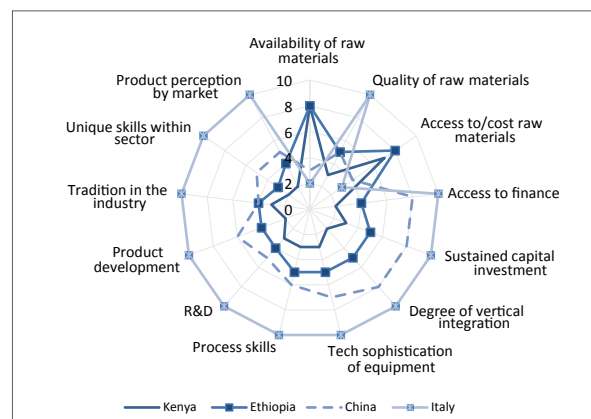 Availability of raw
materials
Quality of raw materials
Access to/cost raw
materials
Access to finance
Sustained capital
investment
Degree of vertical
integration
Tech sophistication
of equipment
Process skills
R&D
Product
development
Tradition in the
industry
Unique skills within
sector
Product perception
by market
10
8
6
4
2
0
Kenya
Ethiopia
China
Italy